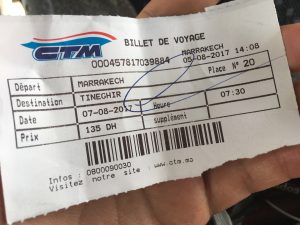 CTM
BILLET DE VOYAGE
MARRAKECH
000457817039884 05-08-2017 14:08
Départ MARRAKECH Place N° 20
Destination TINEGHIR
Date 07-08-2017 Heure 07:30
Prix 135 DH supplément
Infos : 0800090030
Visitez notre site : www.ctm.ma